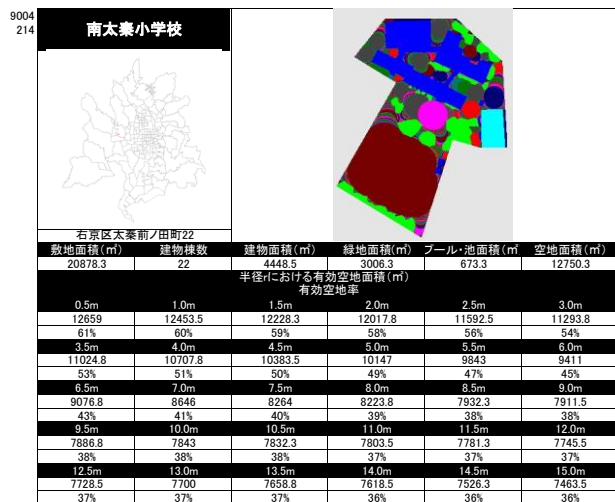 9004
214
南太秦小学校
右京区太秦前ノ田町22
敷地面積(㎡) 建物棟数 建物面積(㎡) 緑地面積(㎡) プール・池面積(㎡ 空地面積(㎡)
20878.3 22 4448.5 3006.3 673.3 12750.3
半径rにおける有効空地面積(㎡)
有効空地率
0.5m 1.0m 1.5m 2.0m 2.5m 3.0m
12659 12453.5 12228.3 12017.8 11592.5 11293.8
61% 60% 59% 58% 56% 54%
3.5m 4.0m 4.5m 5.0m 5.5m 6.0m
11024.8 10707.8 10383.5 10147 9843 9411
53% 51% 50% 49% 47% 45%
6.5m 7.0m 7.5m 8.0m 8.5m 9.0m
9076.8 8646 8264 8223.8 7932.3 7911.5
43% 41% 40% 39% 38% 38%
9.5m 10.0m 10.5m 11.0m 11.5m 12.0m
7886.8 7843 7832.3 7803.5 7781.3 7745.5
38% 38% 38% 37% 37% 37%
12.5m 13.0m 13.5m 14.0m 14.5m 15.0m
7728.5 7700 7658.8 7618.5 7526.3 7463.5
37% 37% 37% 36% 36% 36%